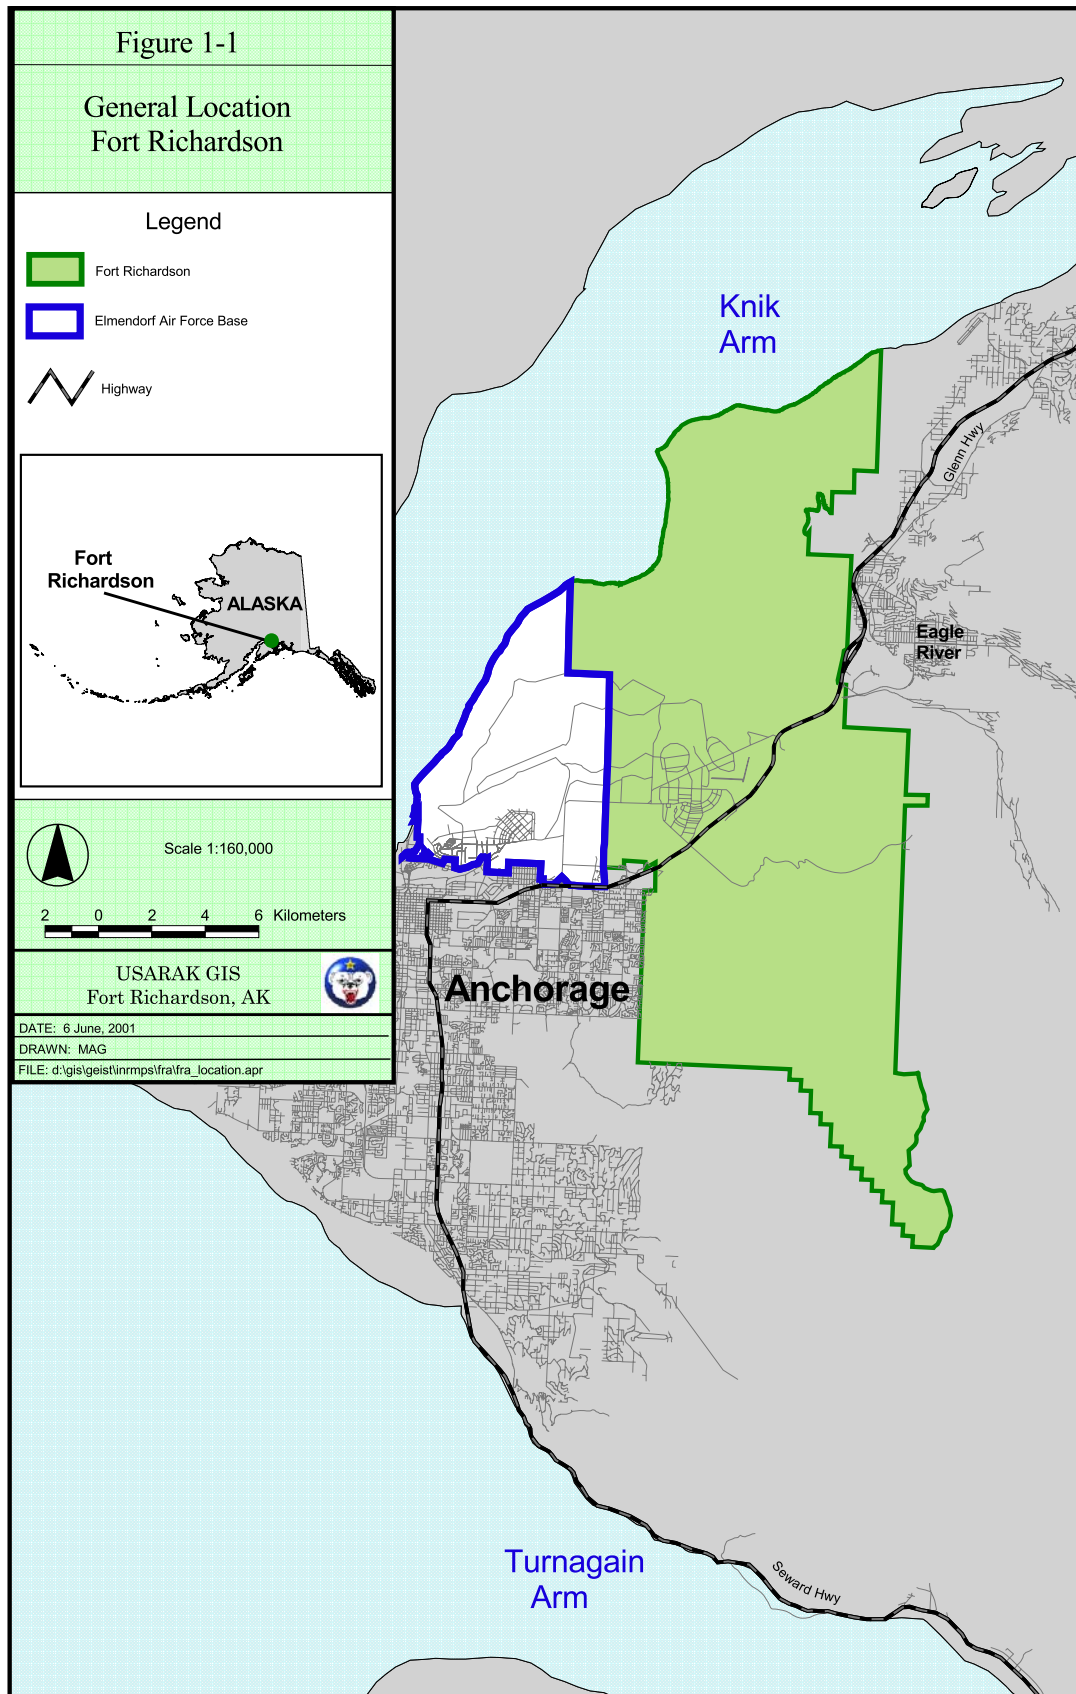 Figure 1-1
General Location
Fort Richardson
Legend
Fort Richardson
Elmendorf Air Force Base
Highway
Fort
Richardson
ALASKA
Scale 1:160,000
2 0 2 4 6 Kilometers
USARAK GIS
Fort Richardson, AK
DATE: 6 June, 2001
DRAWN: MAG
FILE: d:\gis\geist\inrmps\fra\fra_location.apr
Knik
Arm
Glenn Hwy
Eagle
River
Anchorage
Turnagain
Arm
Seward Hwy